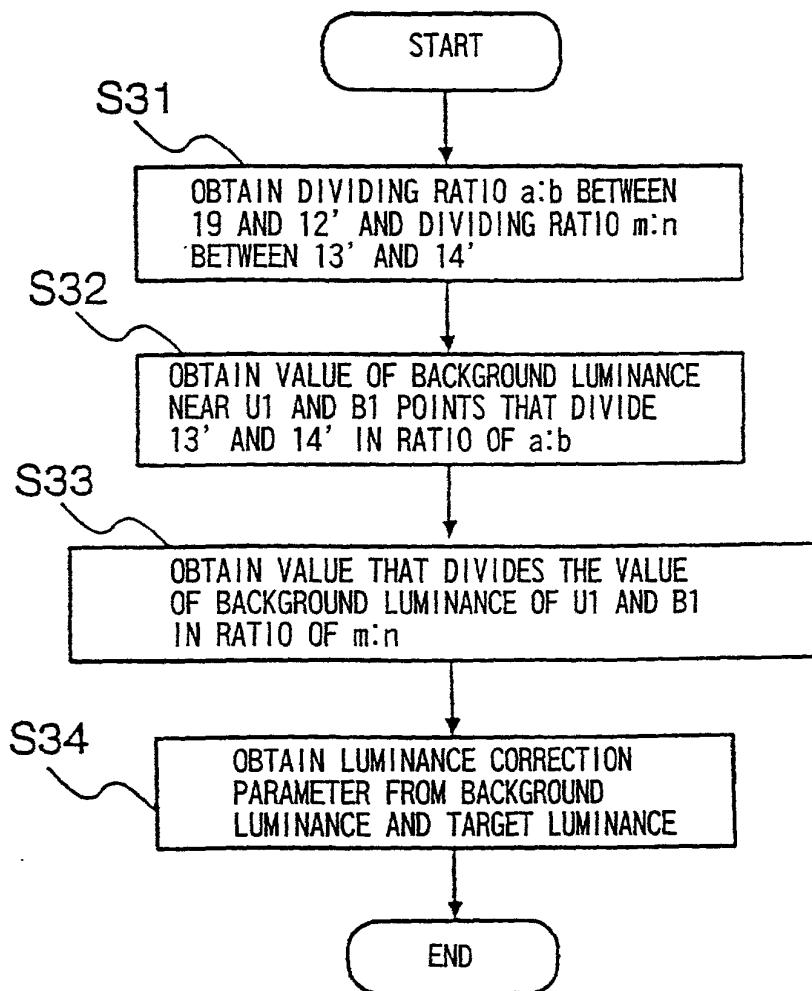 START
S31
OBTAIN DIVIDING RATIO a:b BETWEEN
19 AND 12' AND DIVIDING RATIO m:n
BETWEEN 13' AND 14'
S32
OBTAIN VALUE OF BACKGROUND LUMINANCE
NEAR U1 AND B1 POINTS THAT DIVIDE
13' AND 14' IN RATIO OF a:b
S33
OBTAIN VALUE THAT DIVIDES THE VALUE
OF BACKGROUND LUMINANCE OF U1 AND B1
IN RATIO OF m:n
S34
OBTAIN LUMINANCE CORRECTION
PARAMETER FROM BACKGROUND
LUMINANCE AND TARGET LUMINANCE
END